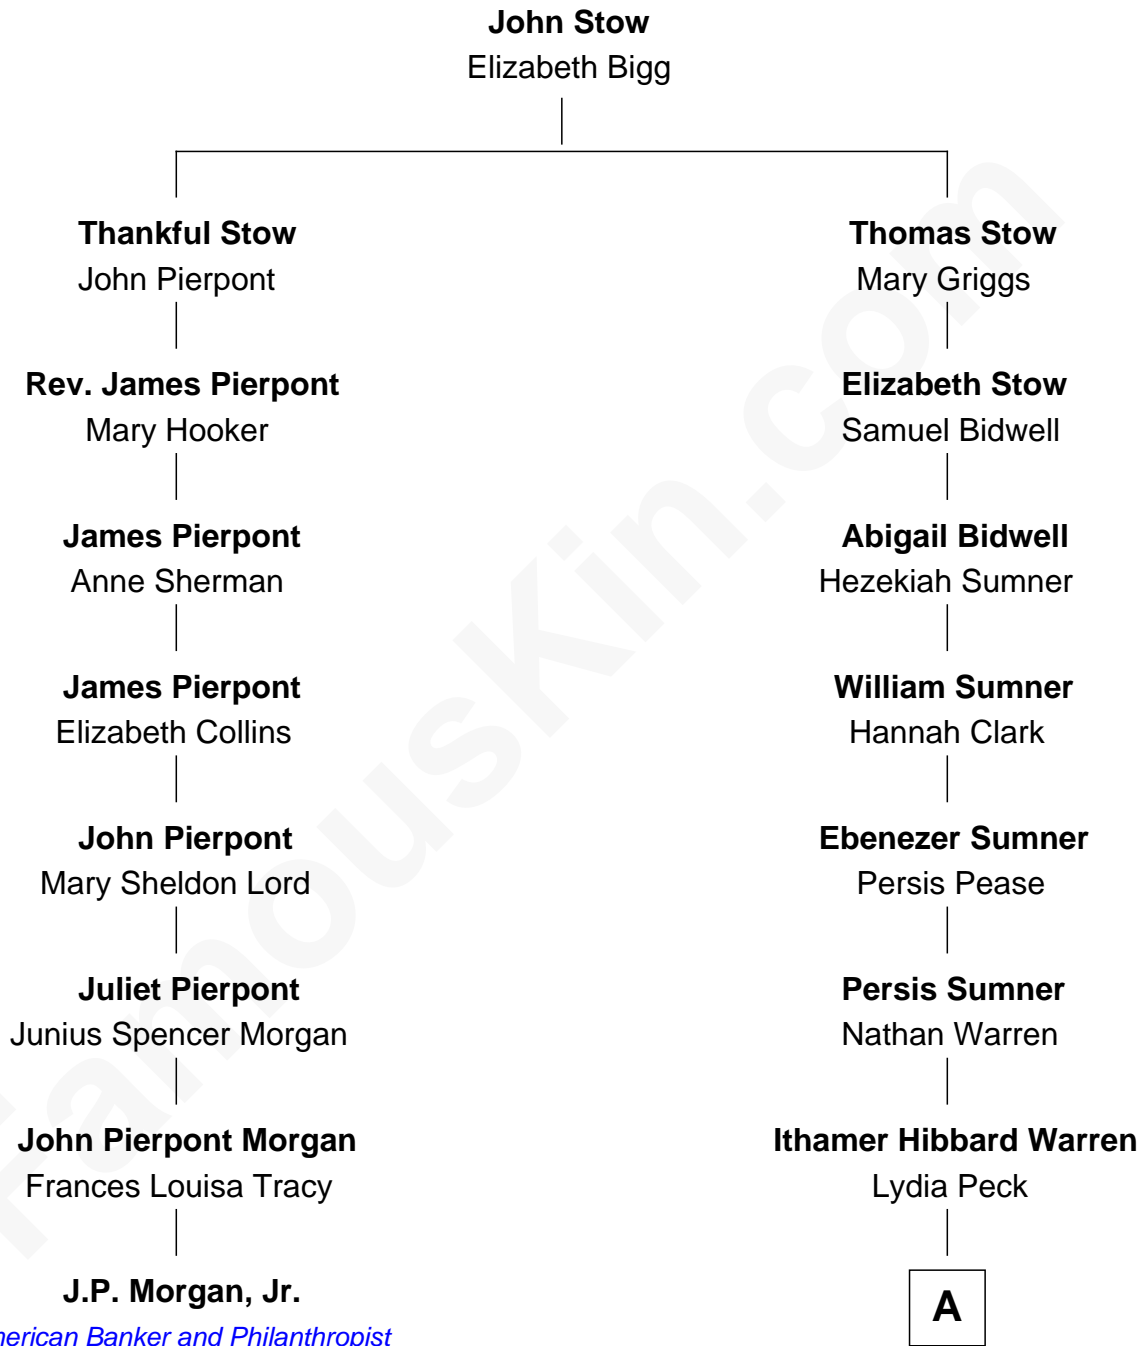 John Stow
Elizabeth Bigg
Thankful Stow
John Pierpont
Thomas Stow
Mary Griggs
Rev. James Pierpont
Mary Hooker
Elizabeth Stow
Samuel Bidwell
James Pierpont
Anne Sherman
Abigail Bidwell
Hezekiah Sumner
James Pierpont
Elizabeth Collins
William Sumner
Hannah Clark
John Pierpont
Mary Sheldon Lord
Ebenezer Sumner
Persis Pease
Juliet Pierpont
Junius Spencer Morgan
Persis Sumner
Nathan Warren
John Pierpont Morgan
Frances Louisa Tracy
Ithamer Hibbard Warren
Lydia Peck
J.P. Morgan, Jr.
merican Banker and Philanthropist
A
FamousKin.com